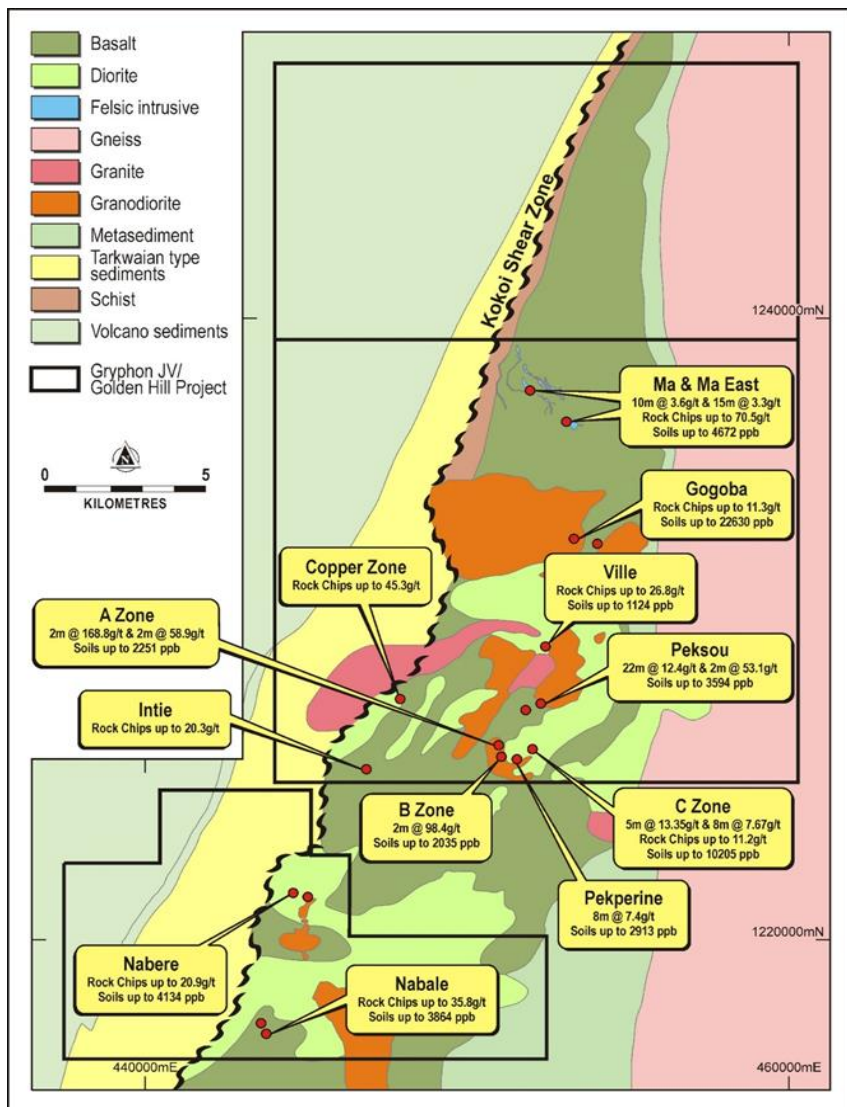 Basalt
Diorite
Felsic intrusive
Gneiss
Granite
Granodiorite
Metasediment
Tarkwaian type
sediments
Schist
Volcano sediments
Gryphon JV/
Golden Hill Project
N
0
5
KILOMETRES
Kokoi Shear Zone
1240000mN
Ma & Ma East
10m @ 3.6g/t & 15m @ 3.3g/t
Rock Chips up to 70.5g/t
Soils up to 4672 ppb
Gogoba
Rock Chips up to 11.3g/t
Soils up to 22630 ppb
Copper Zone
Rock Chips up to 45.3g/t
Ville
Rock Chips up to 26.8g/t
Soils up to 1124 ppb
A Zone
2m @ 168.8g/t & 2m @ 58.9g/t
Soils up to 2251 ppb
Peksou
22m @ 12.4g/t & 2m @ 53.1g/t
Soils up to 3594 ppb
Intie
Rock Chips up to 20.3g/t
B Zone
2m @ 98.4g/t
Soils up to 2035 ppb
C Zone
5m @ 13.35g/t & 8m @ 7.67g/t
Rock Chips up to 11.2g/t
Soils up to 10205 ppb
Pekperine
8m @ 7.4g/t
Soils up to 2913 ppb
1220000mN
Nabere
Rock Chips up to 20.9g/t
Soils up to 4134 ppb
Nabale
Rock Chips up to 35.8g/t
Soils up to 3864 ppb
440000mE
460000mE